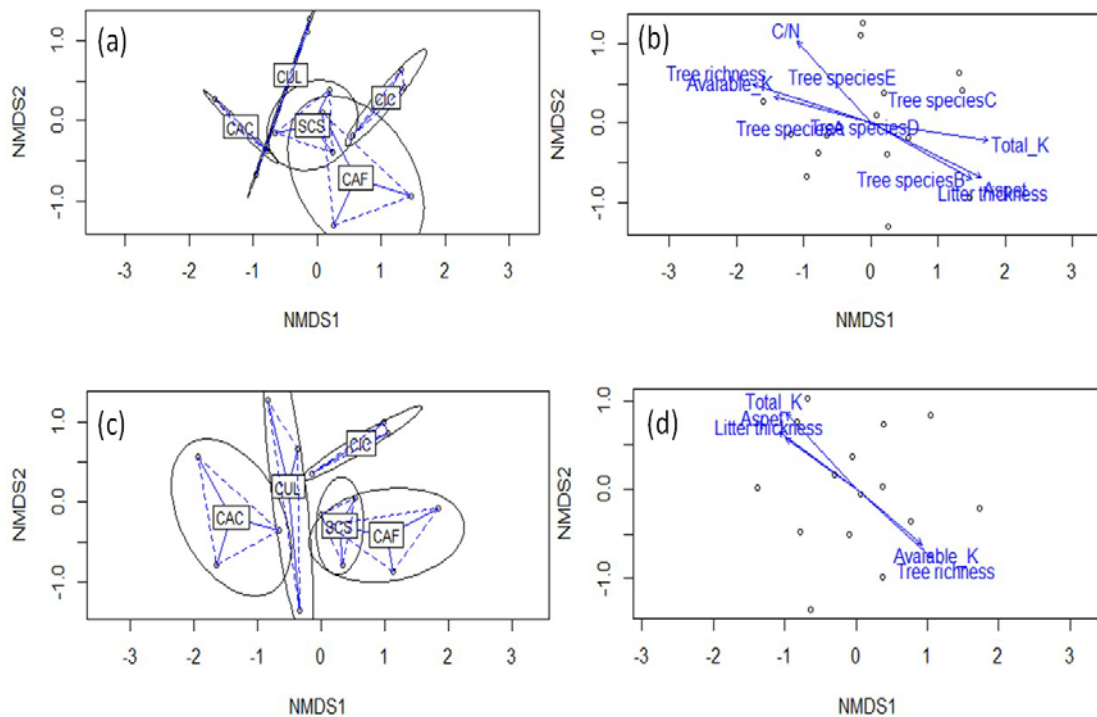 (a)
NMDS2
1.0
0.0
-1.0
CUL
CAC
SCS
CIC
CAF
-3 -2 -1 0 1 2 3
NMDS1
(b)
NMDS2
1.0
0.0
-1.0
C/N
Tree richness
Avalable_K
Tree speciesE
Tree speciesC
Tree speciesA
Tree speciesD
Total_K
Tree speciesB
Aspet
Litter thickness
-3 -2 -1 0 1 2 3
NMDS1
(c)
NMDS2
1.0
0.0
-1.0
CIC
CUL
CAC
SCS
CAF
-3 -2 -1 0 1 2 3
NMDS1
(d)
NMDS2
1.0
0.0
-1.0
Total_K
Aspet
Litter thickness
Avalable_K
Tree richness
-3 -2 -1 0 1 2 3
NMDS1